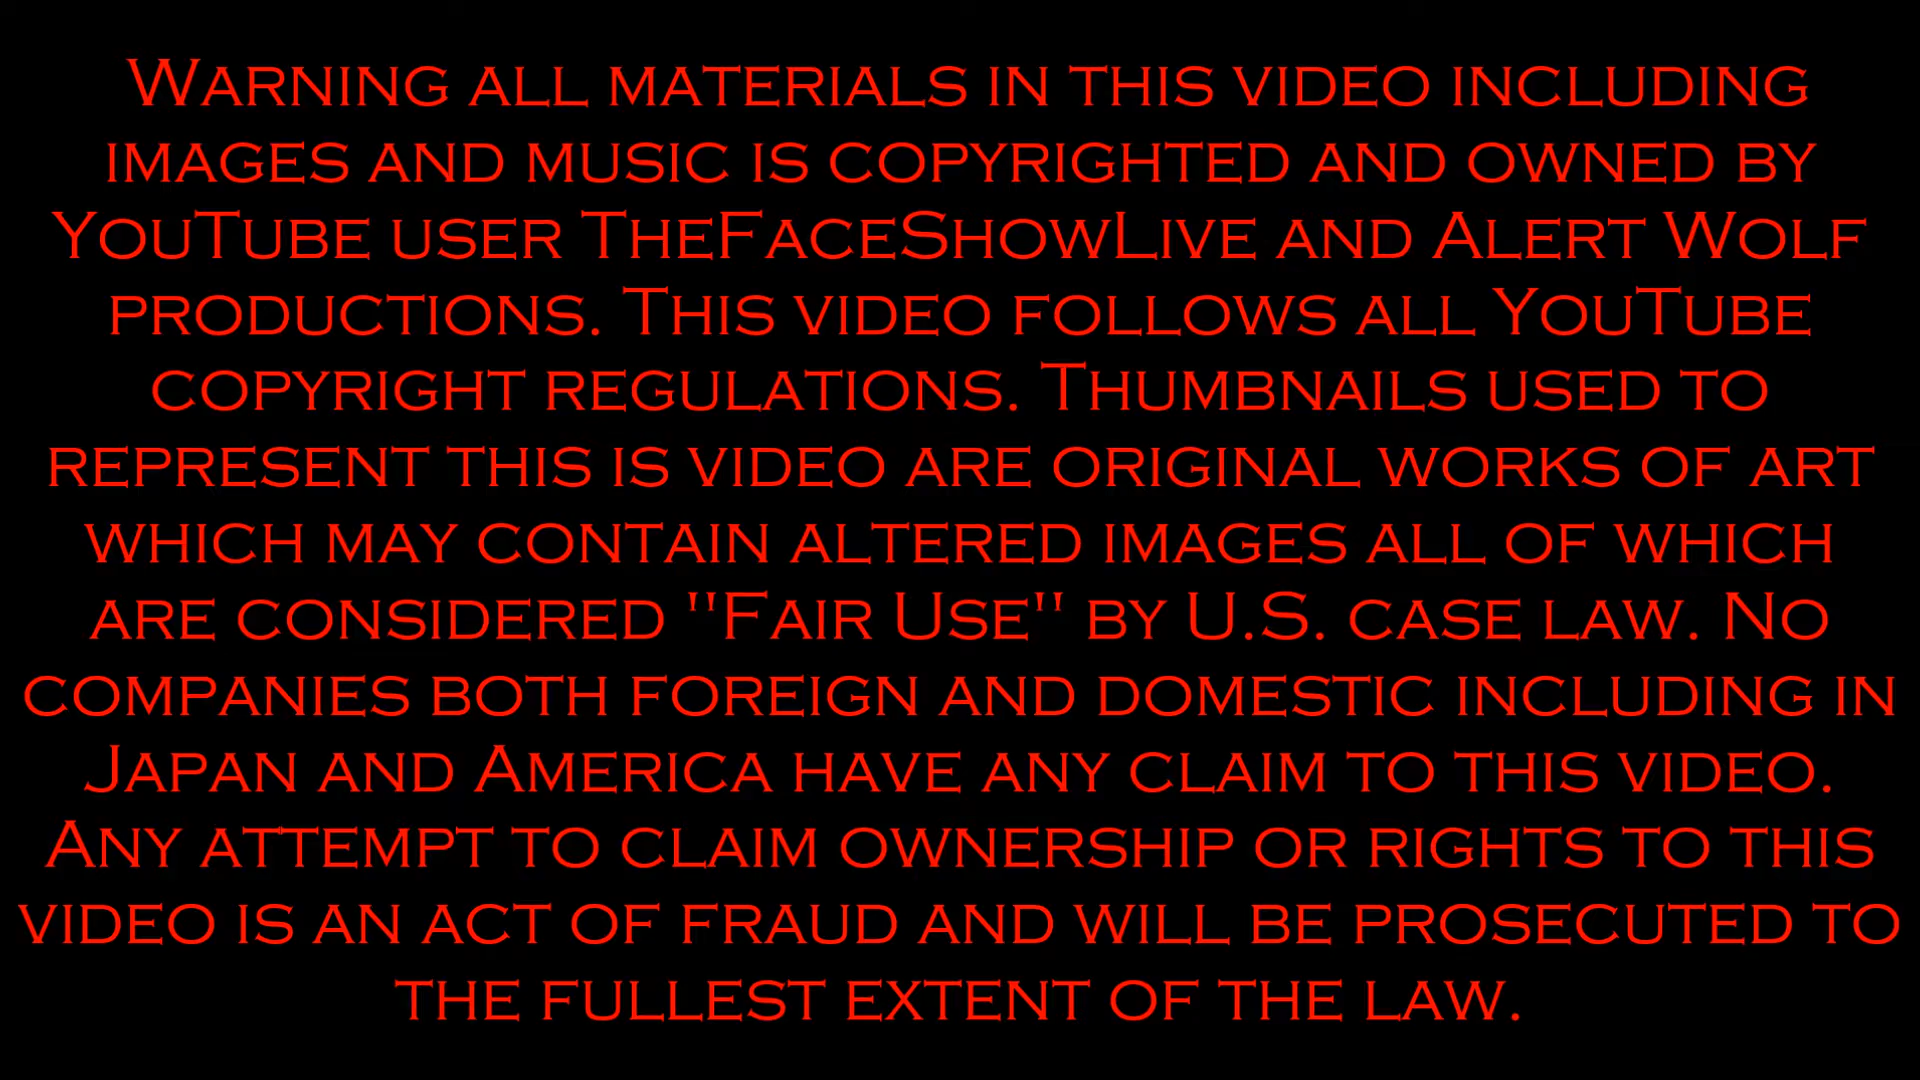 Warning all materials in this video including
images and music is copyrighted and owned by
YouTube user TheFaceShowLive and Alert Wolf
productions. This video follows all YouTube
copyright regulations. Thumbnails used to
represent this is video are original works of art
which may contain altered images all of which
are considered "Fair Use" by U.S. case law. No
companies both foreign and domestic including in
Japan and America have any claim to this video.
Any attempt to claim ownership or rights to this
video is an act of fraud and will be prosecuted to
the fullest extent of the law.